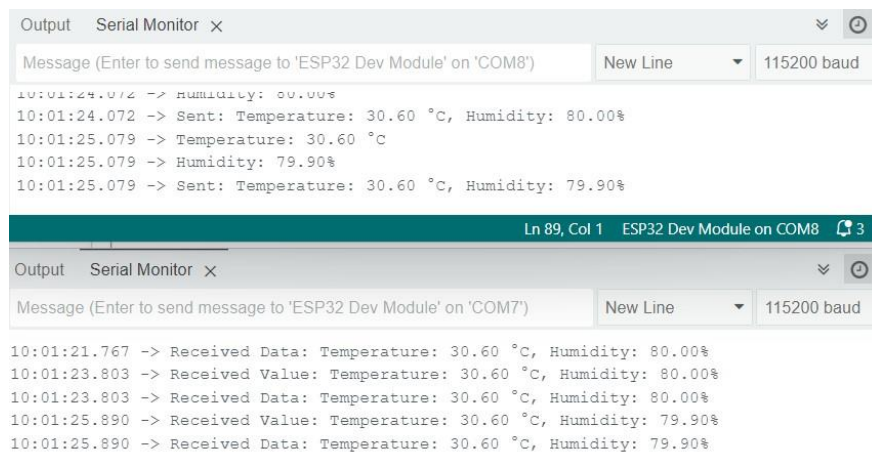 Output Serial Monitor ×
Message (Enter to send message to 'ESP32 Dev Module' on 'COM8') New Line 115200 baud
10:01:24.072 -> Humidity: 80.00%
10:01:24.072 -> Sent: Temperature: 30.60 °C, Humidity: 80.00%
10:01:25.079 -> Temperature: 30.60 °C
10:01:25.079 -> Humidity: 79.90%
10:01:25.079 -> Sent: Temperature: 30.60 °C, Humidity: 79.90%
Ln 89, Col 1 ESP32 Dev Module on COM8 3
Output Serial Monitor ×
Message (Enter to send message to 'ESP32 Dev Module' on 'COM7') New Line 115200 baud
10:01:21.767 -> Received Data: Temperature: 30.60 °C, Humidity: 80.00%
10:01:23.803 -> Received Value: Temperature: 30.60 °C, Humidity: 80.00%
10:01:23.803 -> Received Data: Temperature: 30.60 °C, Humidity: 80.00%
10:01:25.890 -> Received Value: Temperature: 30.60 °C, Humidity: 79.90%
10:01:25.890 -> Received Data: Temperature: 30.60 °C, Humidity: 79.90%